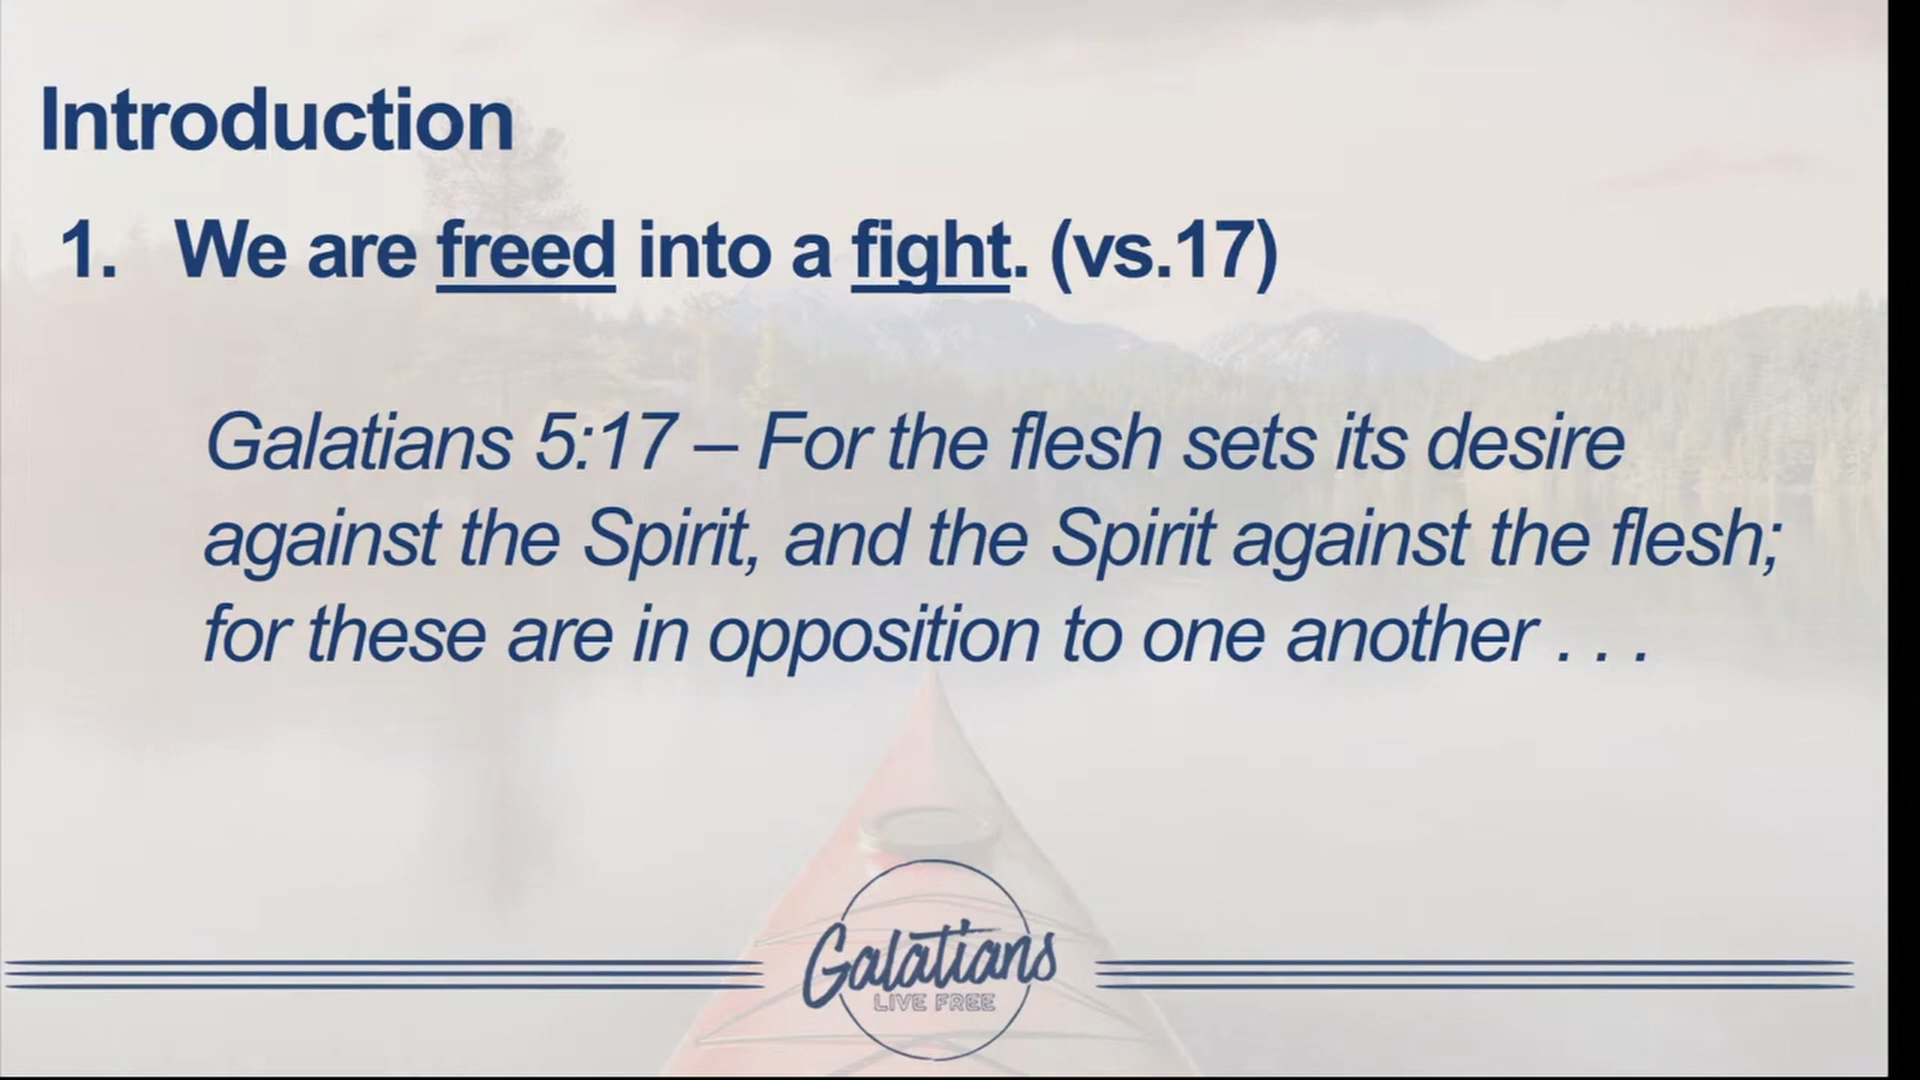 Introduction
1. We are freed into a fight. (vs.17)
Galatians 5:17 – For the flesh sets its desire
against the Spirit, and the Spirit against the flesh;
for these are in opposition to one another . . .
Galatians
LIVE FREE